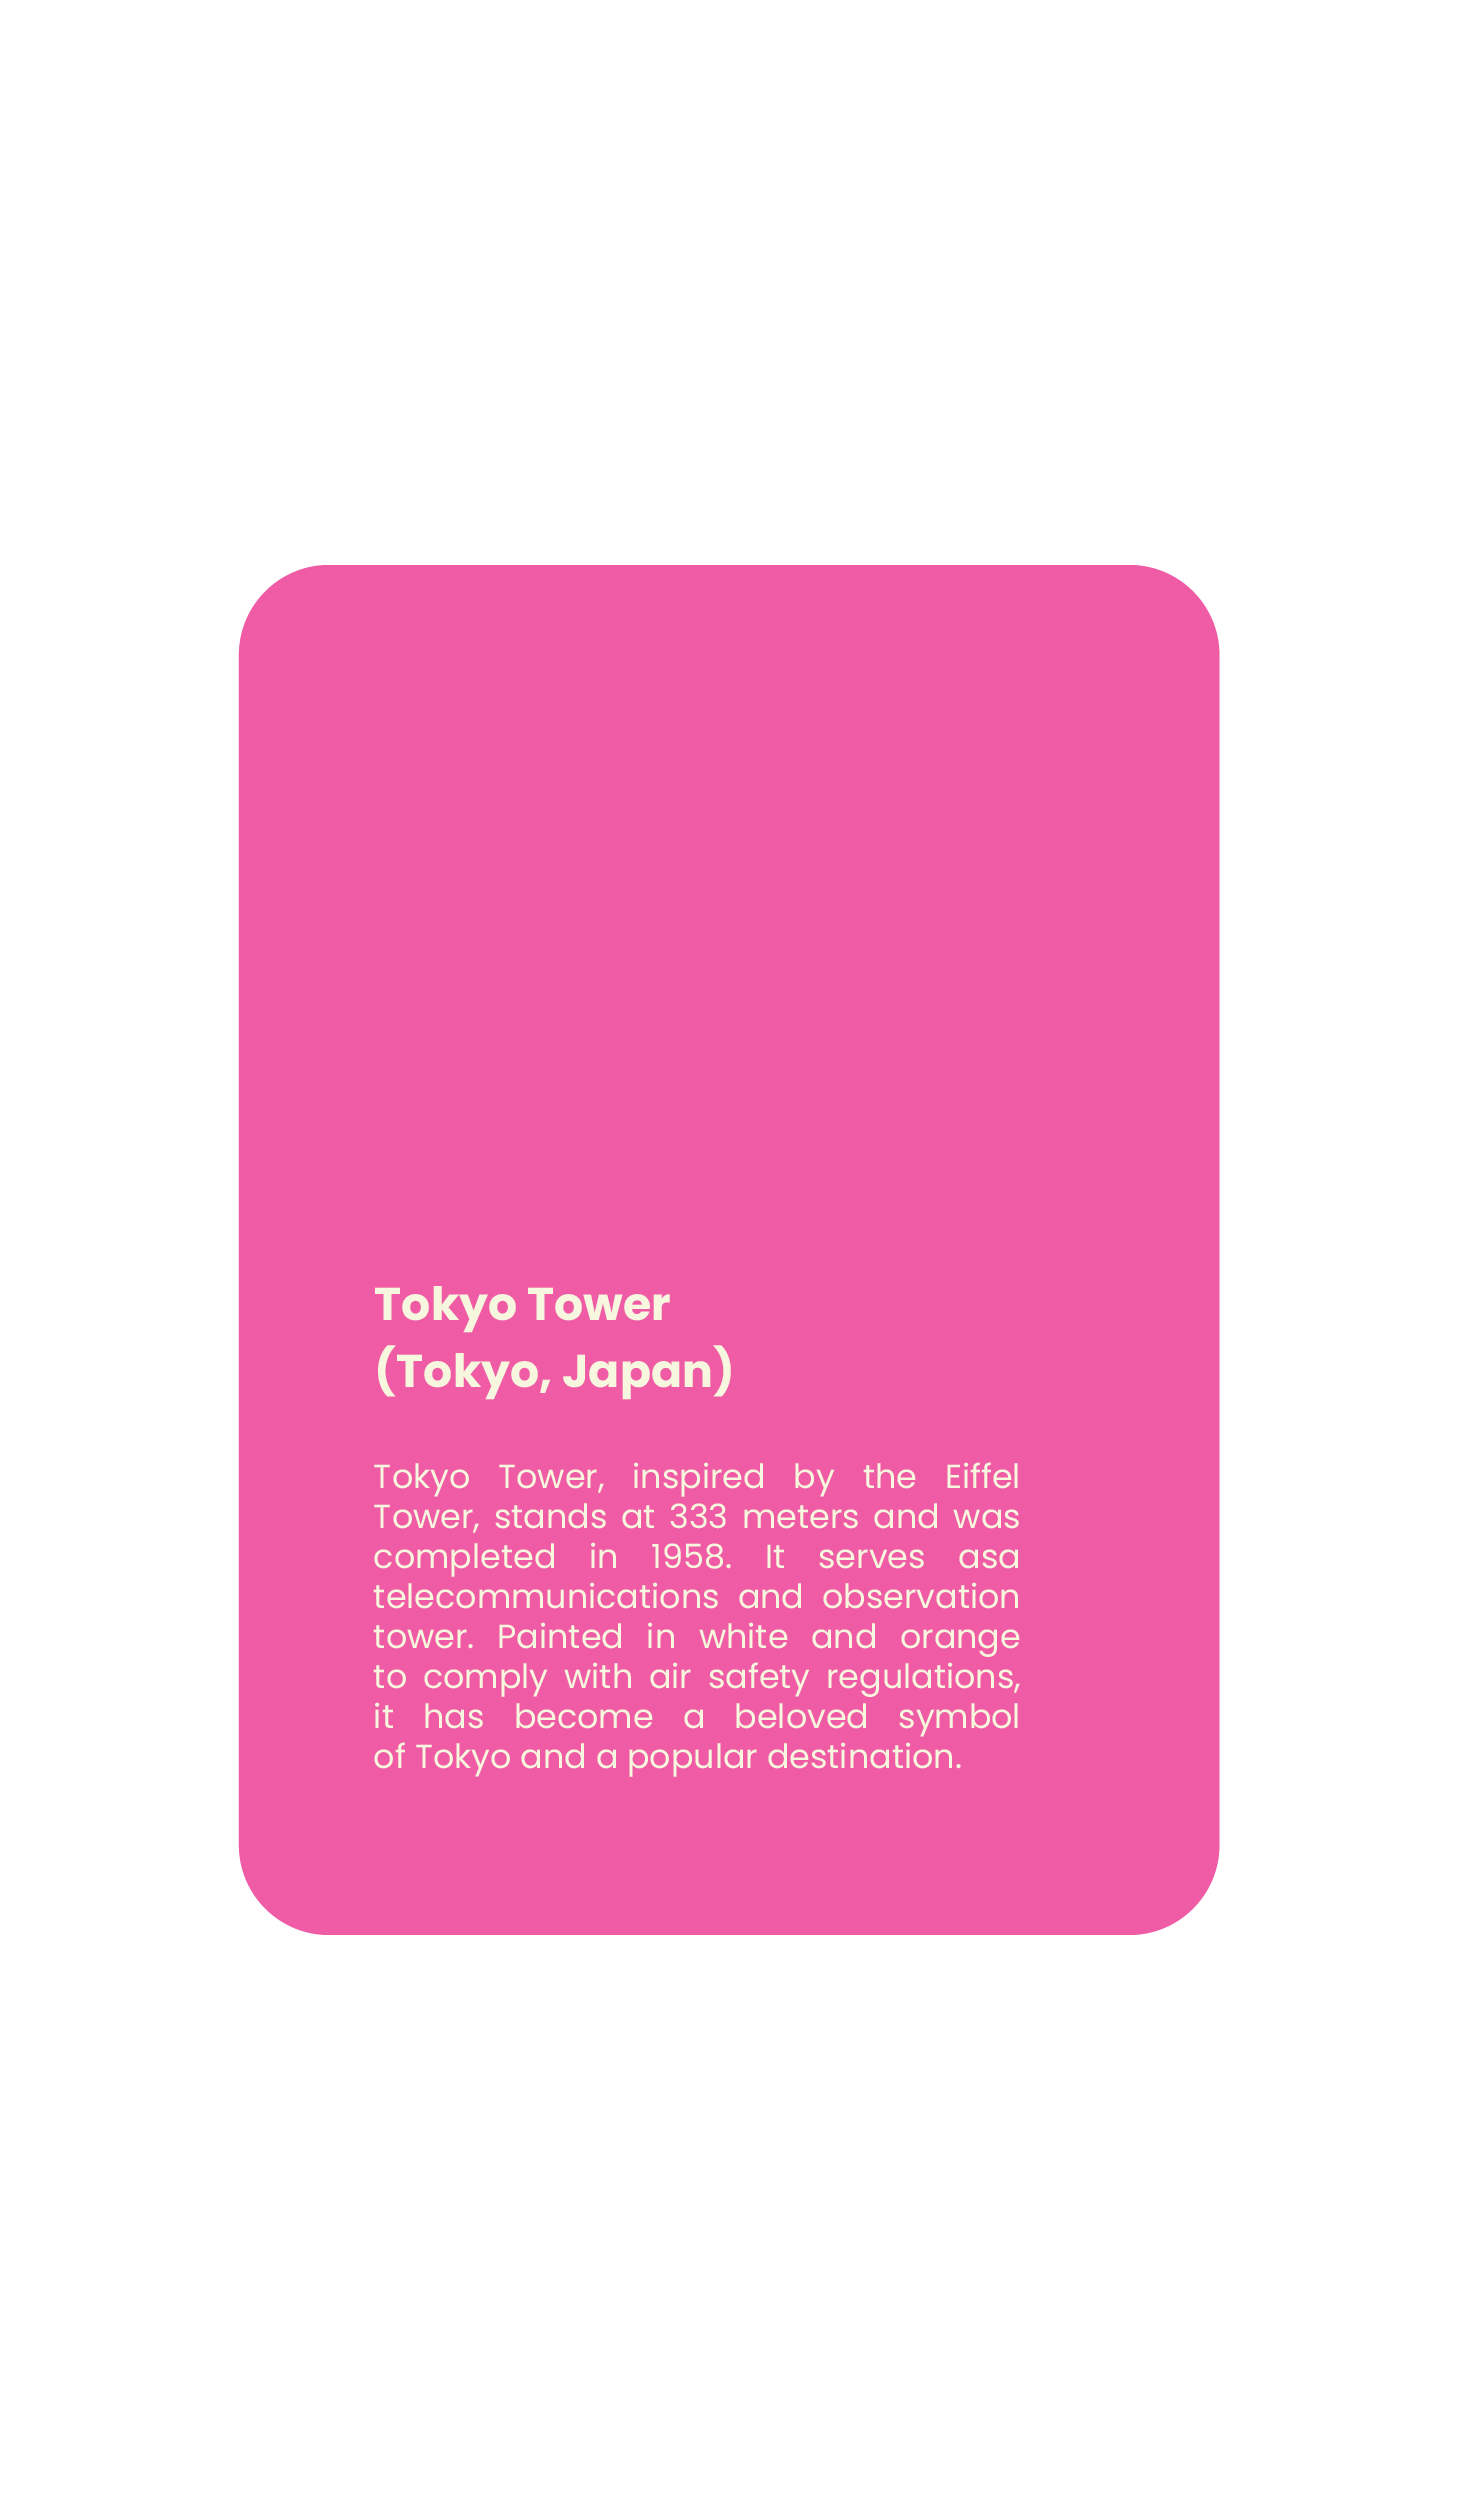 Tokyo Tower
(Tokyo, Japan)
Tokyo Tower, inspired by the Eiffel
Tower, stands at 333 meters and was
completed in 1958. It serves asa
telecommunications and observation
tower. Painted in white and orange
to comply with air safety regulations,
it has become a beloved symbol
of Tokyo and a popular destination.